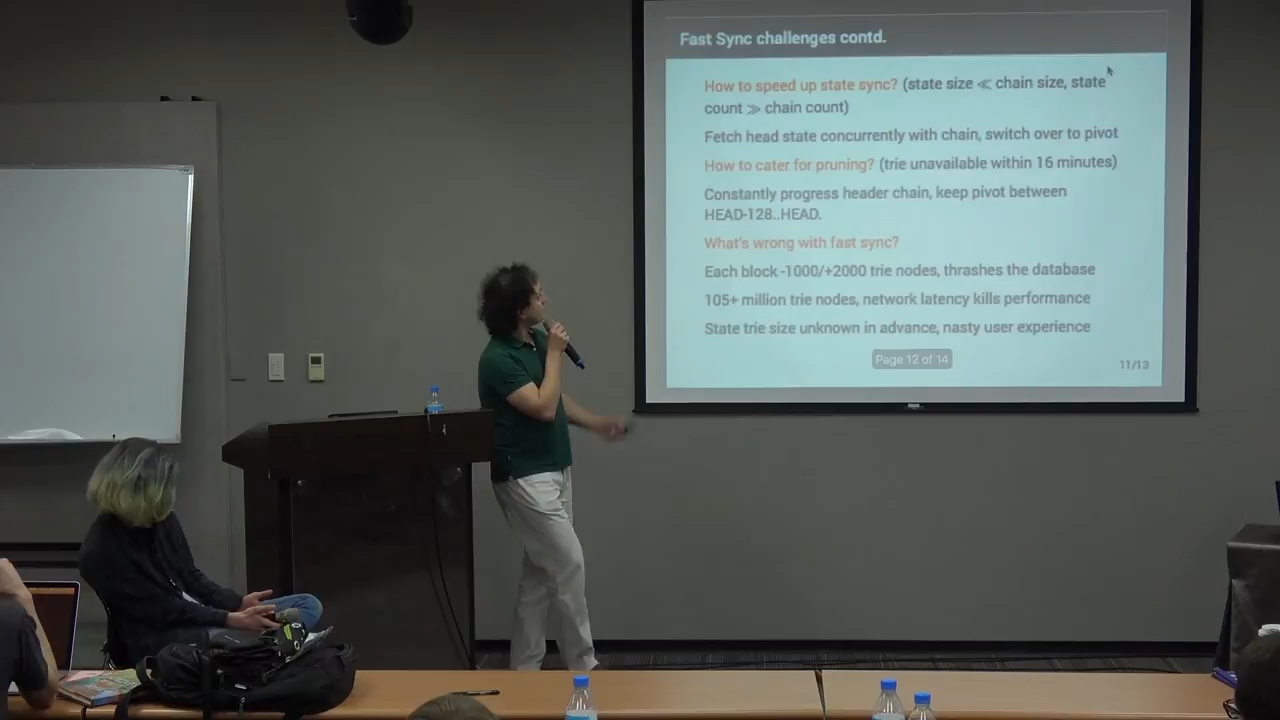 Fast Sync challenges contd.
How to speed up state sync? (state size ≪ chain size, state
count ≫ chain count)
Fetch head state concurrently with chain, switch over to pivot
How to cater for pruning? (trie unavailable within 16 minutes)
Constantly progress header chain, keep pivot between
HEAD-128..HEAD.
What's wrong with fast sync?
Each block -1000/+2000 trie nodes, thrashes the database
105+ million trie nodes, network latency kills performance
State trie size unknown in advance, nasty user experience
Page 12 of 14
11/13